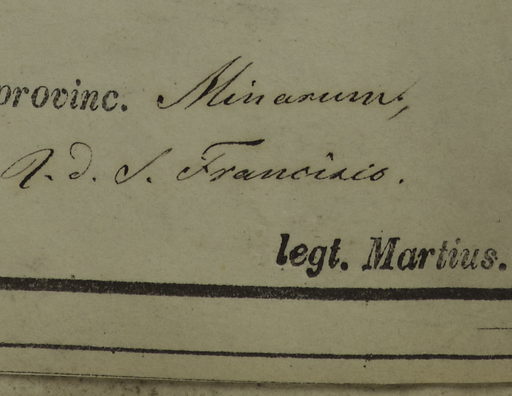 provinc. Minarum,
R. d. S. Francisco.
legt. Martius.